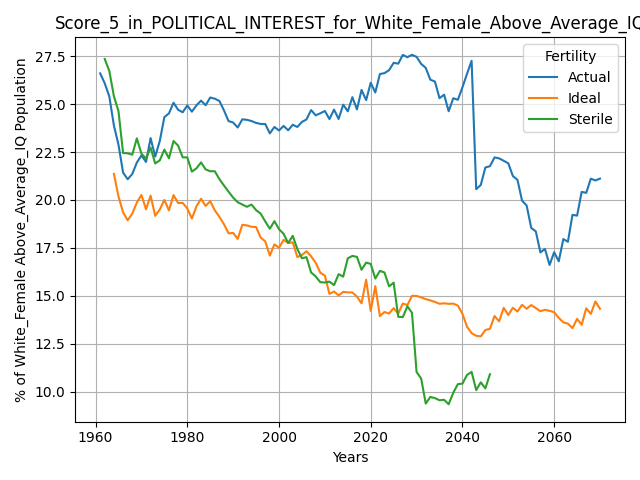 Score_5_in_POLITICAL_INTEREST_for_White_Female_Above_Average_IQ
% of White_Female Above_Average_IQ Population
27.5
25.0
22.5
20.0
17.5
15.0
12.5
10.0
Fertility
Actual
Ideal
Sterile
1960
1980
2000
2020
2040
2060
Years